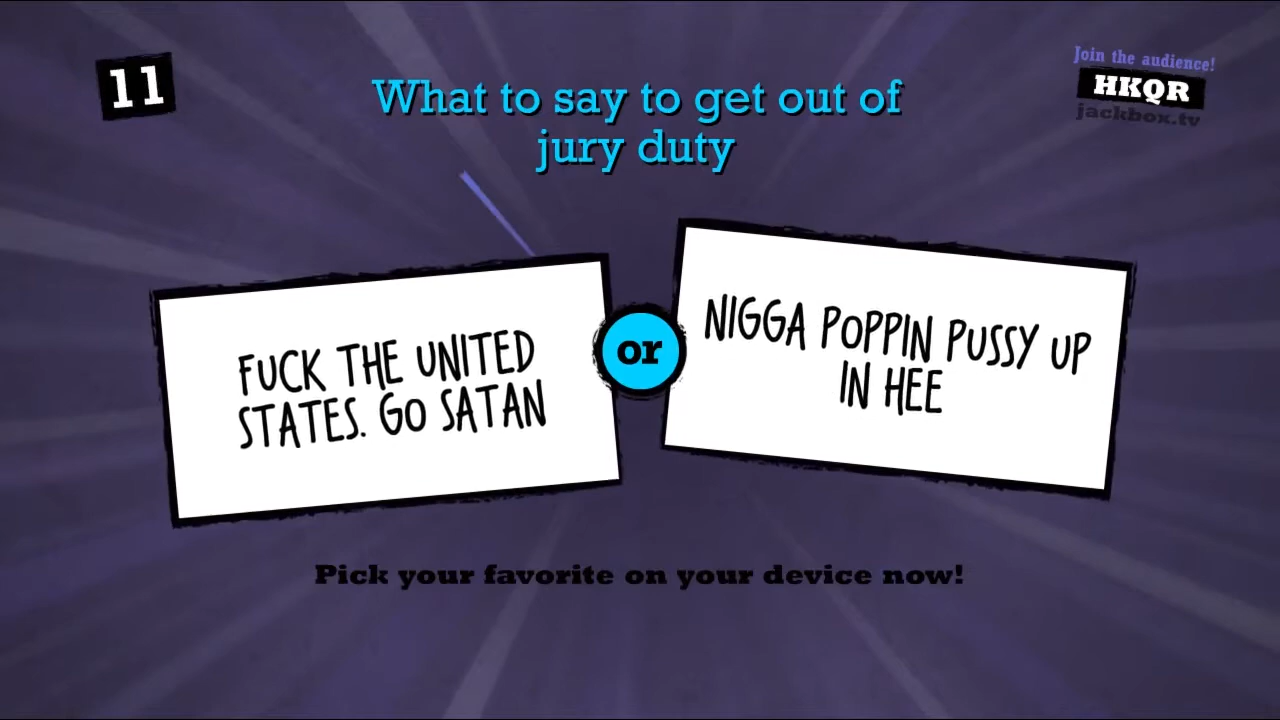 11
What to say to get out of
jury duty
Join the audience!
HKQR
jackbox.tv
FUCK THE UNITED
STATES. GO SATAN
or
NIGGA POPPIN PUSSY UP
IN HEE
Pick your favorite on your device now!